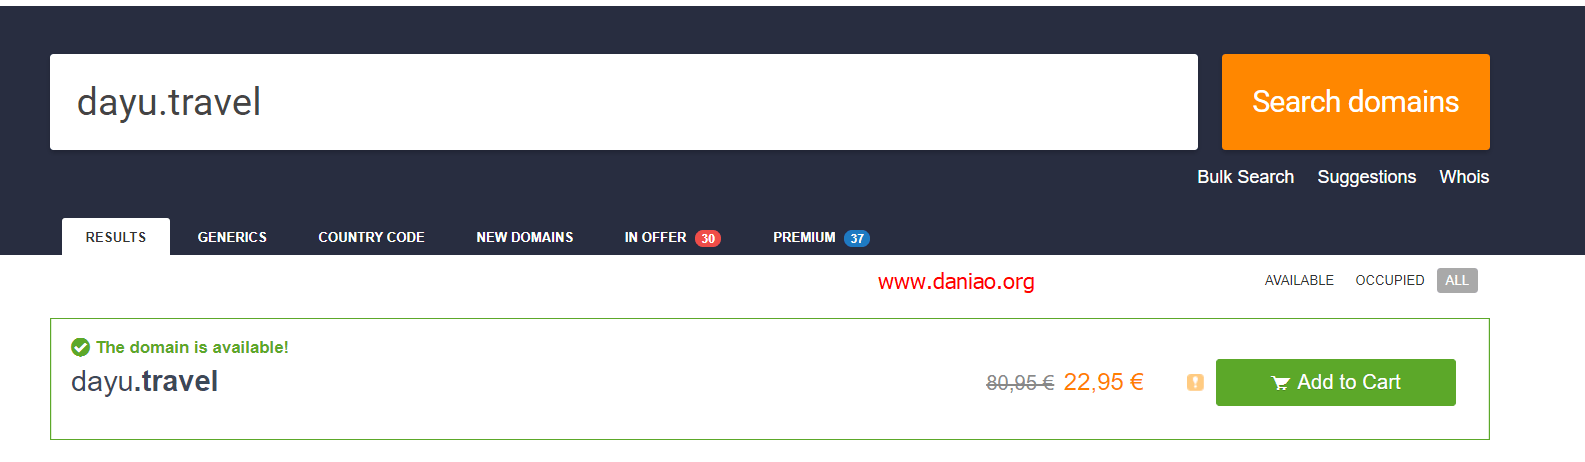 dayu.travel
Search domains
Bulk Search Suggestions Whois
RESULTS GENERICS COUNTRY CODE NEW DOMAINS IN OFFER 30 PREMIUM 37
www.daniao.org
AVAILABLE OCCUPIED ALL
The domain is available!
dayu.travel
80,95 € 22,95 €
Add to Cart